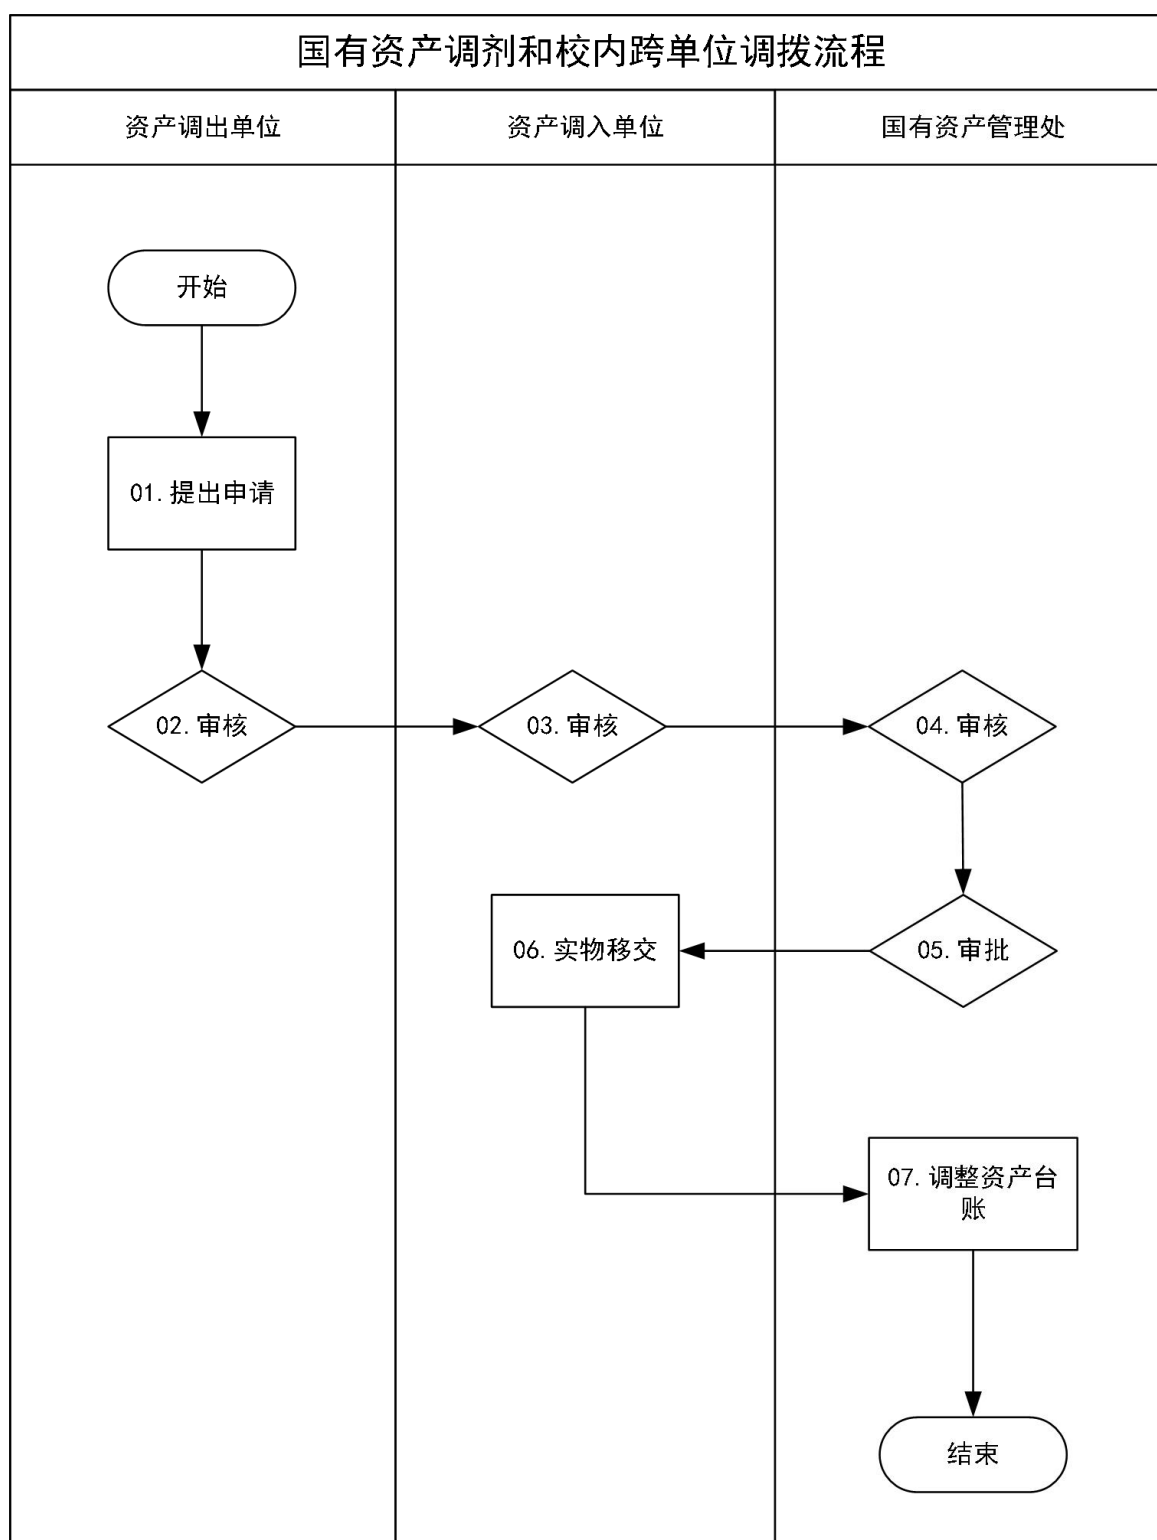 国有资产调剂和校内跨单位调拨流程
资产调出单位
资产调入单位
国有资产管理处
开始
01.提出申请
02.审核
03.审核
04.审核
05.审批
06.实物移交
07.调整资产台
账
结束